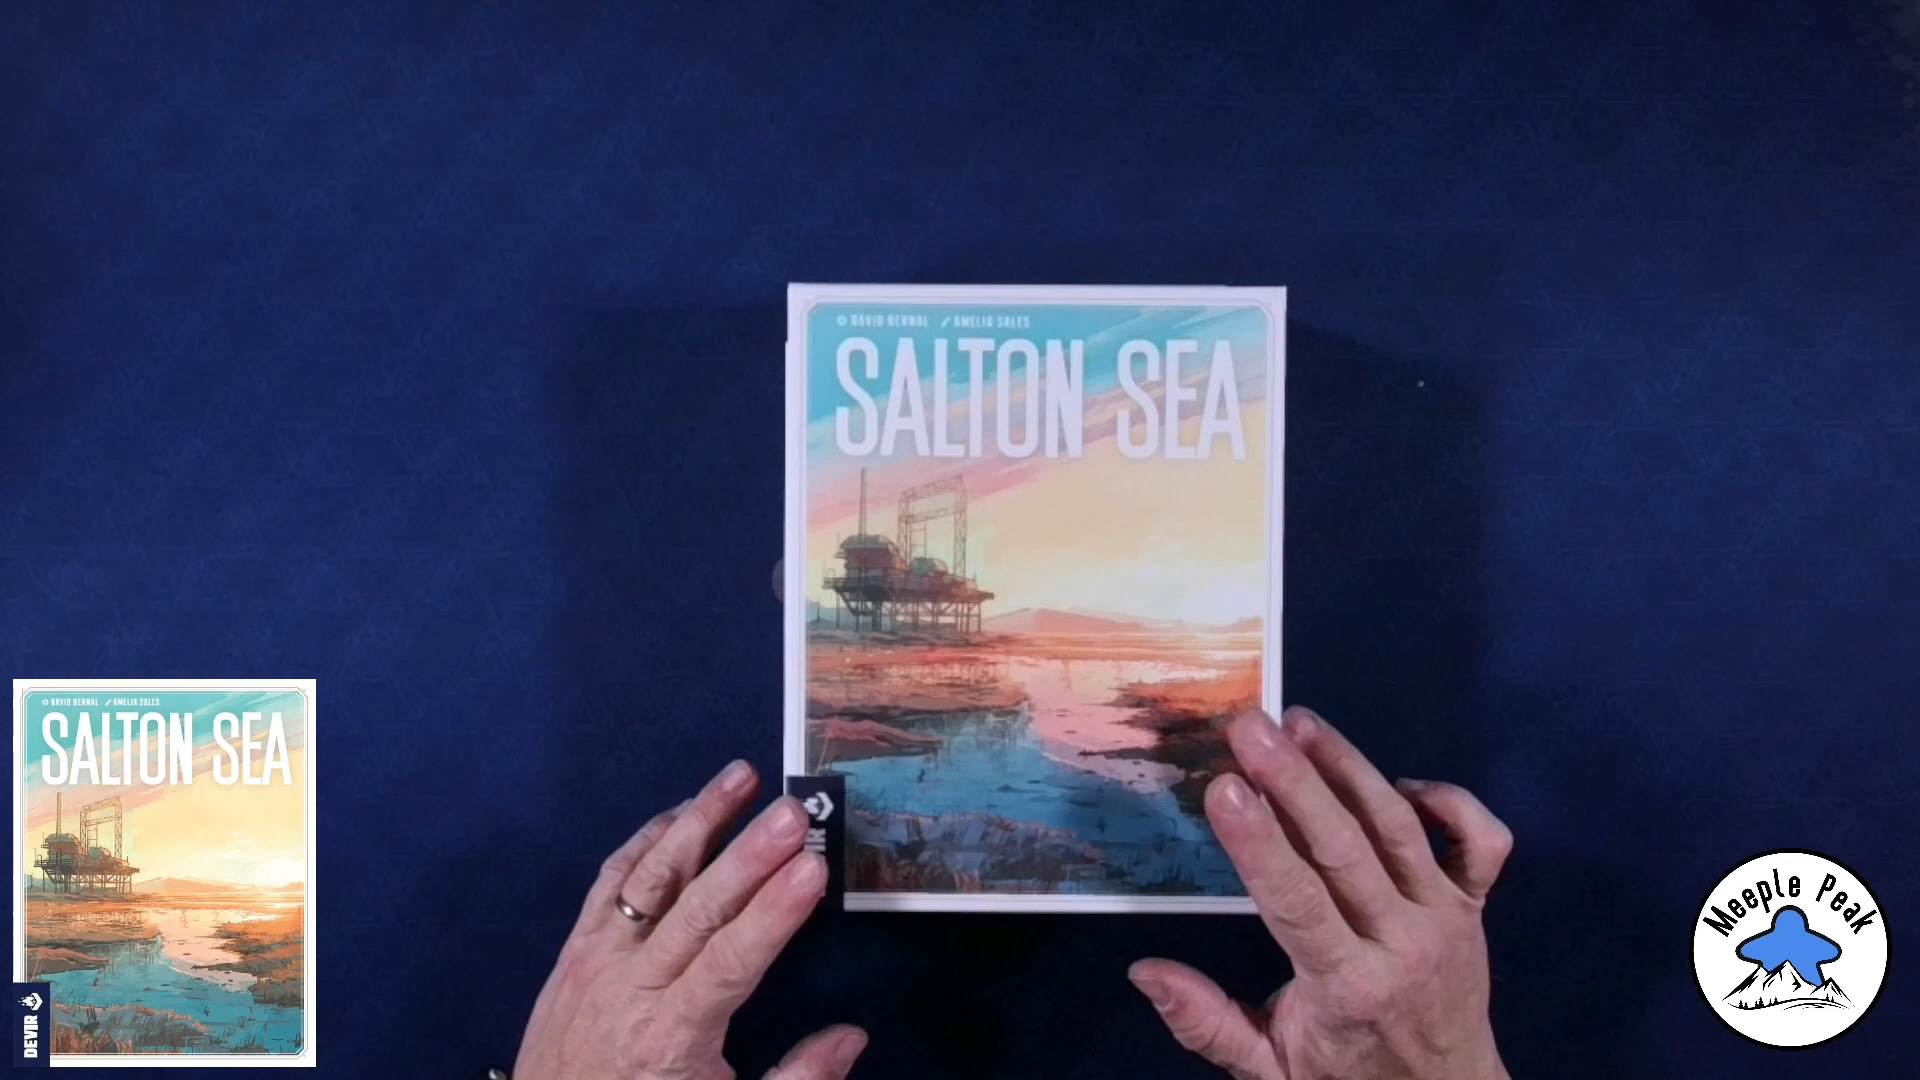 DAVID BERNAL AMELIA SALES
SALTON SEA
DAVID BERNAL AMELIA SALES
SALTON SEA
DEVIR
Meeple Peak